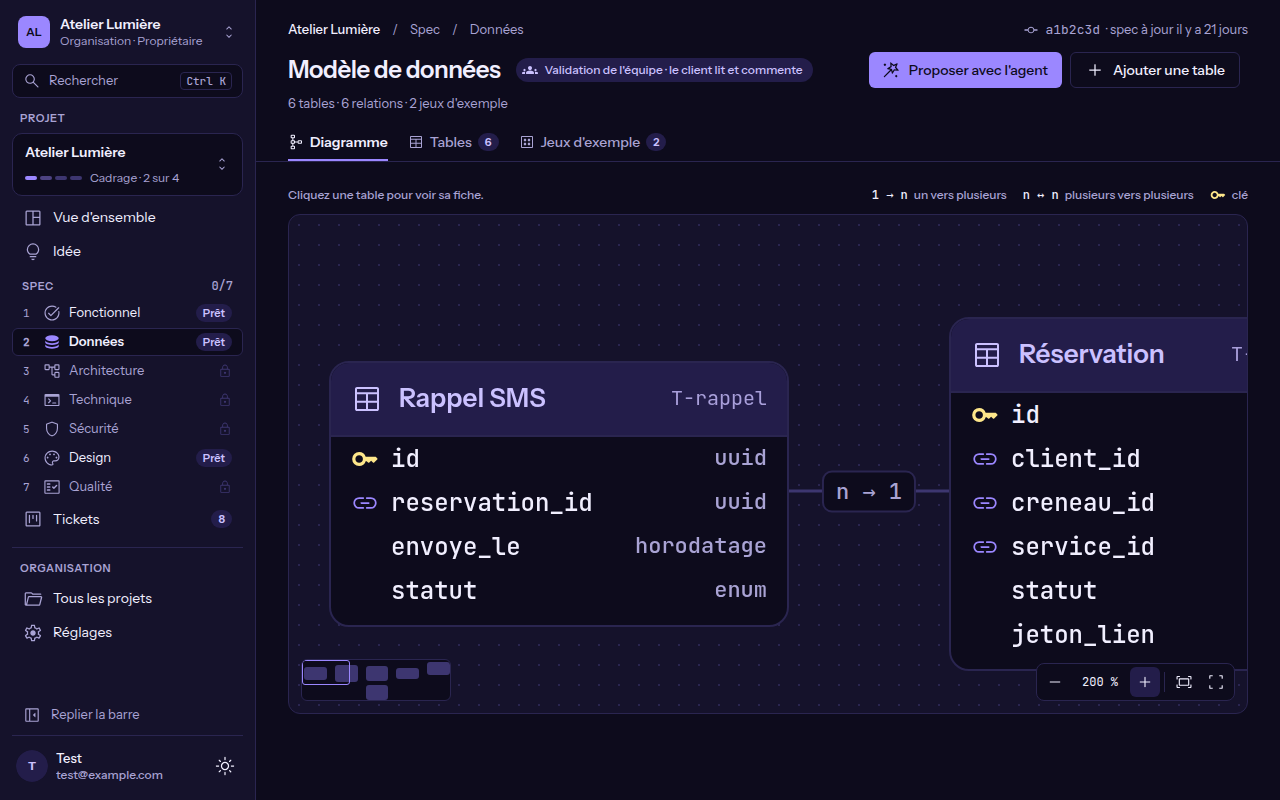 AL
Atelier Lumière
Organisation · Propriétaire
Rechercher
Ctrl K
PROJET
Atelier Lumière
Cadrage · 2 sur 4
Vue d'ensemble
Idée
SPEC 0/7
1 Fonctionnel Prêt
2 Données Prêt
3 Architecture
4 Technique
5 Sécurité
6 Design Prêt
7 Qualité
Tickets 8
ORGANISATION
Tous les projets
Réglages
Replier la barre
T
Test
test@example.com
Atelier Lumière / Spec / Données
a1b2c3d · spec à jour il y a 21 jours
Modèle de données
Validation de l'équipe · le client lit et commente
Proposer avec l'agent
Ajouter une table
6 tables · 6 relations · 2 jeux d'exemple
Diagramme
Tables 6
Jeux d'exemple 2
Cliquez une table pour voir sa fiche.
1 → n un vers plusieurs
n ↔ n plusieurs vers plusieurs
clé
Rappel SMS T-rappel
id uuid
reservation_id uuid
envoye_le horodatage
statut enum
n → 1
Réservation T-
id
client_id
creneau_id
service_id
statut
jeton_lien
200 %